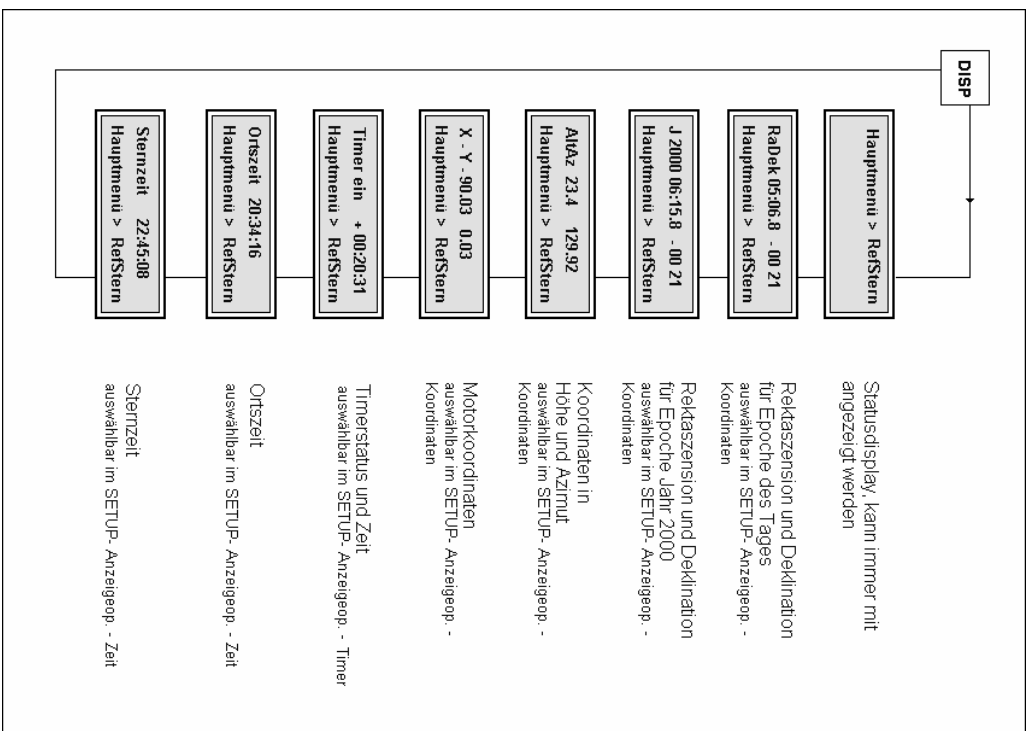 DISP
Hauptmenü > RefStern
Statusdisplay, kann immer mit
angezeigt werden
RaDek 05:06.8 - 00 21
Hauptmenü > RefStern
Rektaszension und Deklination
für Epoche des Tages
auswählbar im SETUP- Anzeigeop. -
Koordinaten
J 2000 06:15.8 - 00 21
Hauptmenü > RefStern
Rektaszension und Deklination
für Epoche Jahr 2000
auswählbar im SETUP- Anzeigeop. -
Koordinaten
AltAz 23.4 129.92
Hauptmenü > RefStern
Koordinaten in
Höhe und Azimut
auswählbar im SETUP- Anzeigeop. -
Koordinaten
X - Y - 90.03 0.03
Hauptmenü > RefStern
Motorkoordinaten
auswählbar im SETUP- Anzeigeop. -
Koordinaten
Timer ein + 00:20:31
Hauptmenü > RefStern
Timerstatus und Zeit
auswählbar im SETUP- Anzeigeop. - Timer
Ortszeit 20:34:16
Hauptmenü > RefStern
Ortszeit
auswählbar im SETUP- Anzeigeop. - Zeit
Sternzeit 22:45:08
Hauptmenü > RefStern
Sternzeit
auswählbar im SETUP- Anzeigeop. - Zeit